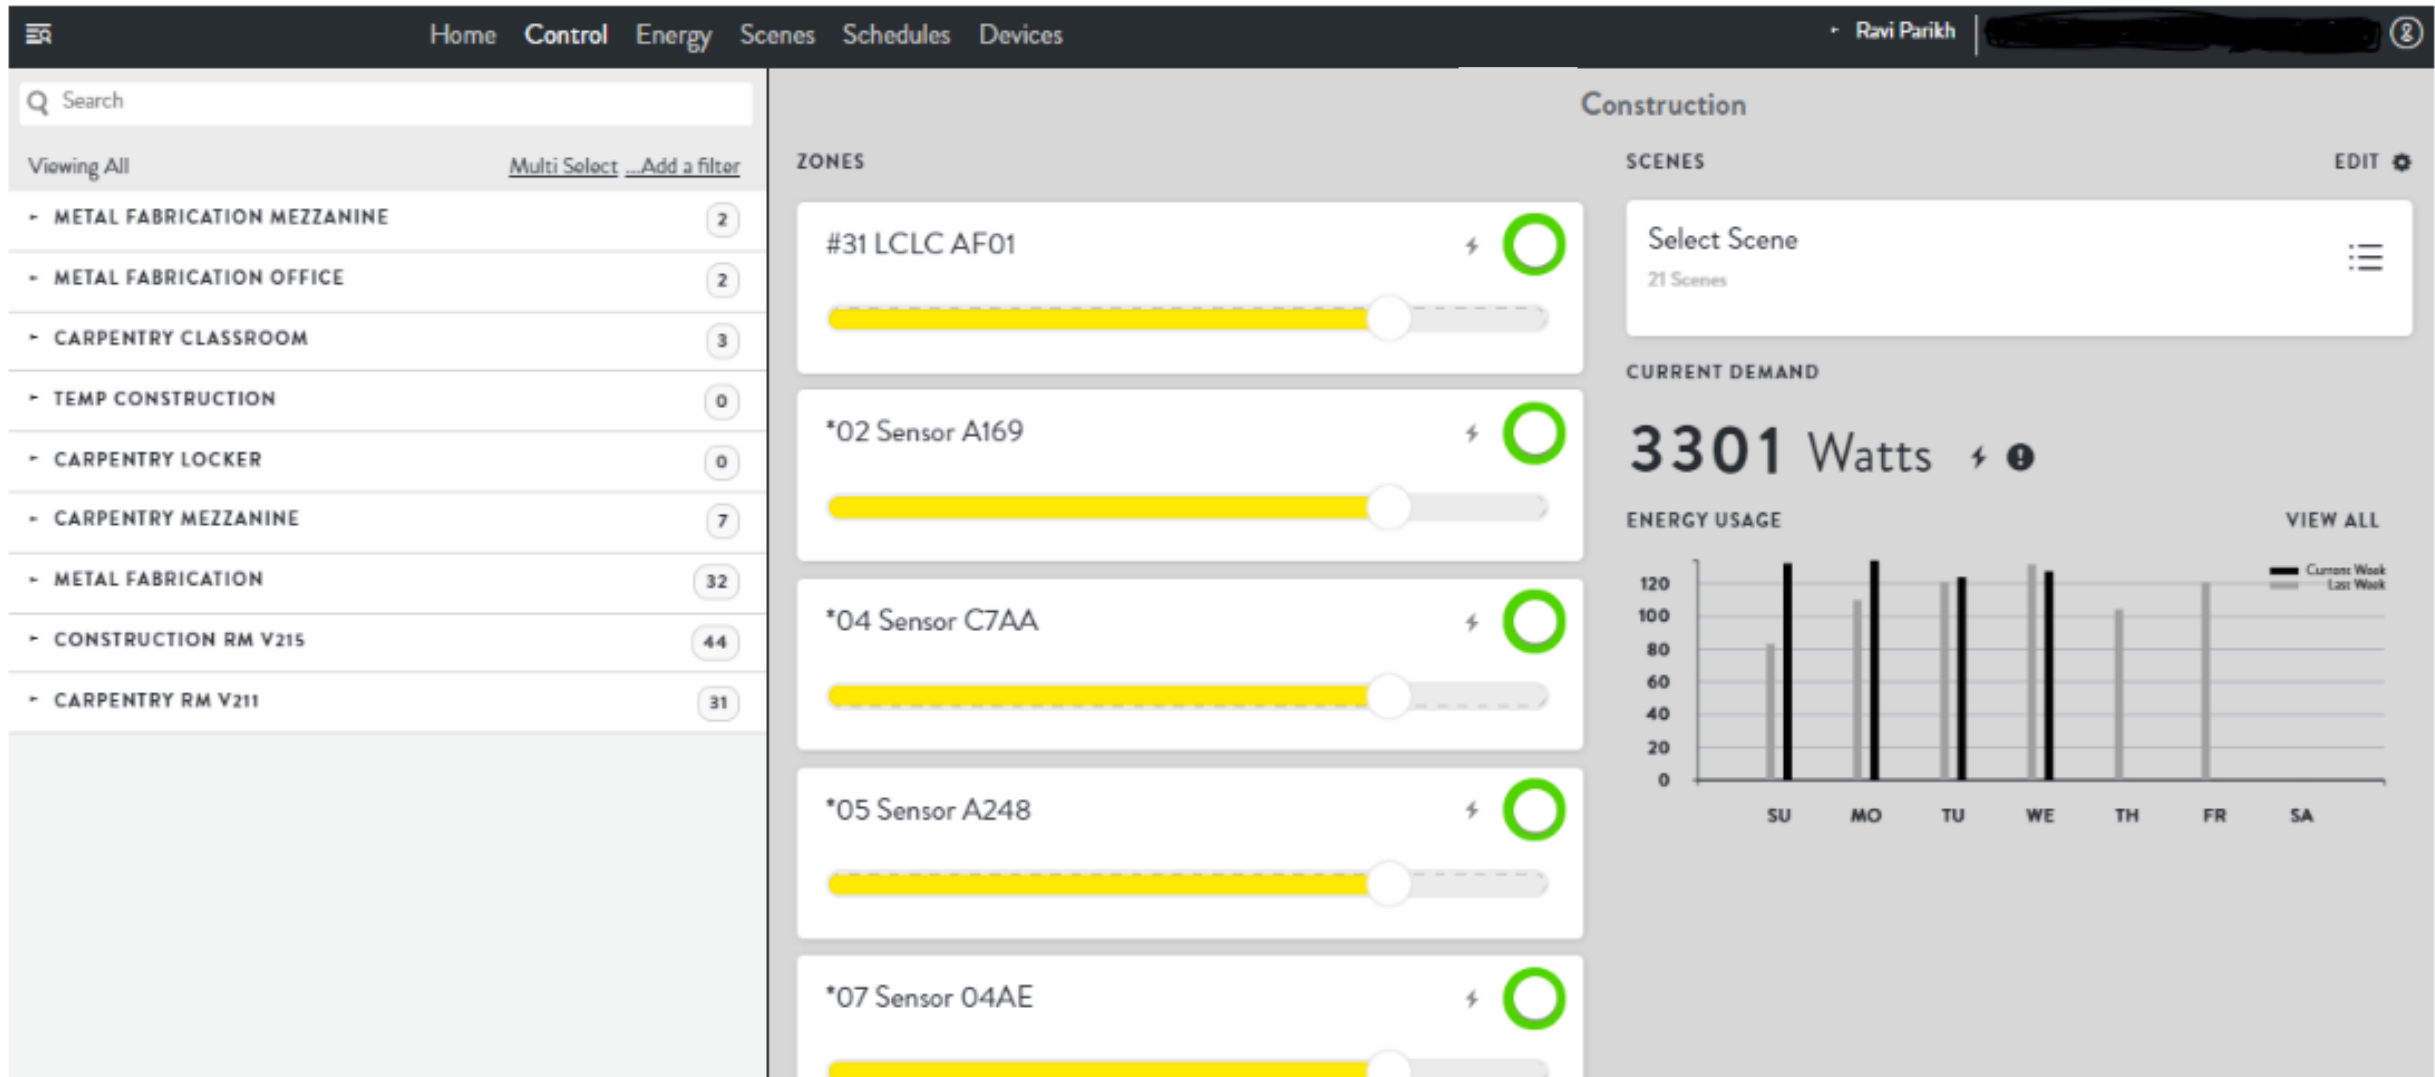 Home Control Energy Scenes Schedules Devices
Ravi Parikh
Search
Viewing All
Multi Select ...Add a filter
METAL FABRICATION MEZZANINE 2
METAL FABRICATION OFFICE 2
CARPENTRY CLASSROOM 3
TEMP CONSTRUCTION 0
CARPENTRY LOCKER 0
CARPENTRY MEZZANINE 7
METAL FABRICATION 32
CONSTRUCTION RM V215 44
CARPENTRY RM V211 31
Construction
ZONES
#31 LCLC AF01
*02 Sensor A169
*04 Sensor C7AA
*05 Sensor A248
*07 Sensor 04AE
SCENES
EDIT
Select Scene
21 Scenes
CURRENT DEMAND
3301 Watts
ENERGY USAGE
VIEW ALL
Current Week
Last Week
120
100
80
60
40
20
0
SU MO TU WE TH FR SA